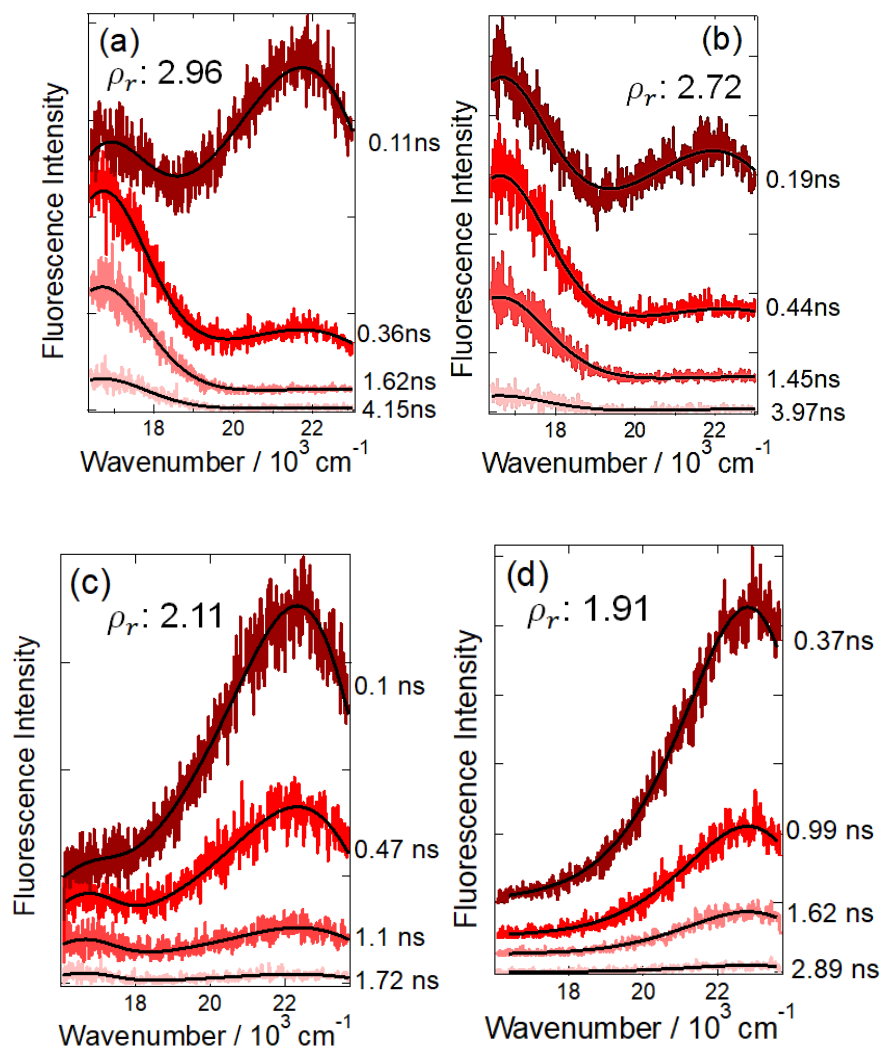 (a)
ρr: 2.96
0.11ns
0.36ns
1.62ns
4.15ns
Fluorescence Intensity
18 20 22
Wavenumber / 10³ cm⁻¹
(b)
ρr: 2.72
0.19ns
0.44ns
1.45ns
3.97ns
Fluorescence Intensity
18 20 22
Wavenumber / 10³ cm⁻¹
(c)
ρr: 2.11
0.1 ns
0.47 ns
1.1 ns
1.72 ns
Fluorescence Intensity
18 20 22
Wavenumber / 10³ cm⁻¹
(d)
ρr: 1.91
0.37ns
0.99 ns
1.62 ns
2.89 ns
Fluorescence Intensity
18 20 22
Wavenumber / 10³ cm⁻¹